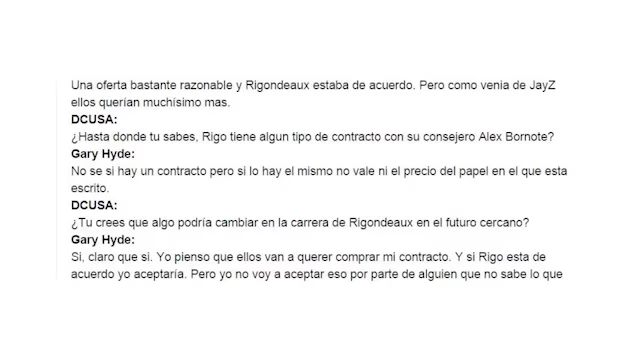 Una oferta bastante razonable y Rigondeaux estaba de acuerdo. Pero como venia de JayZ
ellos querían muchísimo mas.
DCUSA:
¿Hasta donde tu sabes, Rigo tiene algun tipo de contracto con su consejero Alex Bornote?
Gary Hyde:
No se si hay un contracto pero si lo hay el mismo no vale ni el precio del papel en el que esta
escrito.
DCUSA:
¿Tu crees que algo podría cambiar en la carrera de Rigondeaux en el futuro cercano?
Gary Hyde:
Si, claro que si. Yo pienso que ellos van a querer comprar mi contracto. Y si Rigo esta de
acuerdo yo aceptaría. Pero yo no voy a aceptar eso por parte de alguien que no sabe lo que